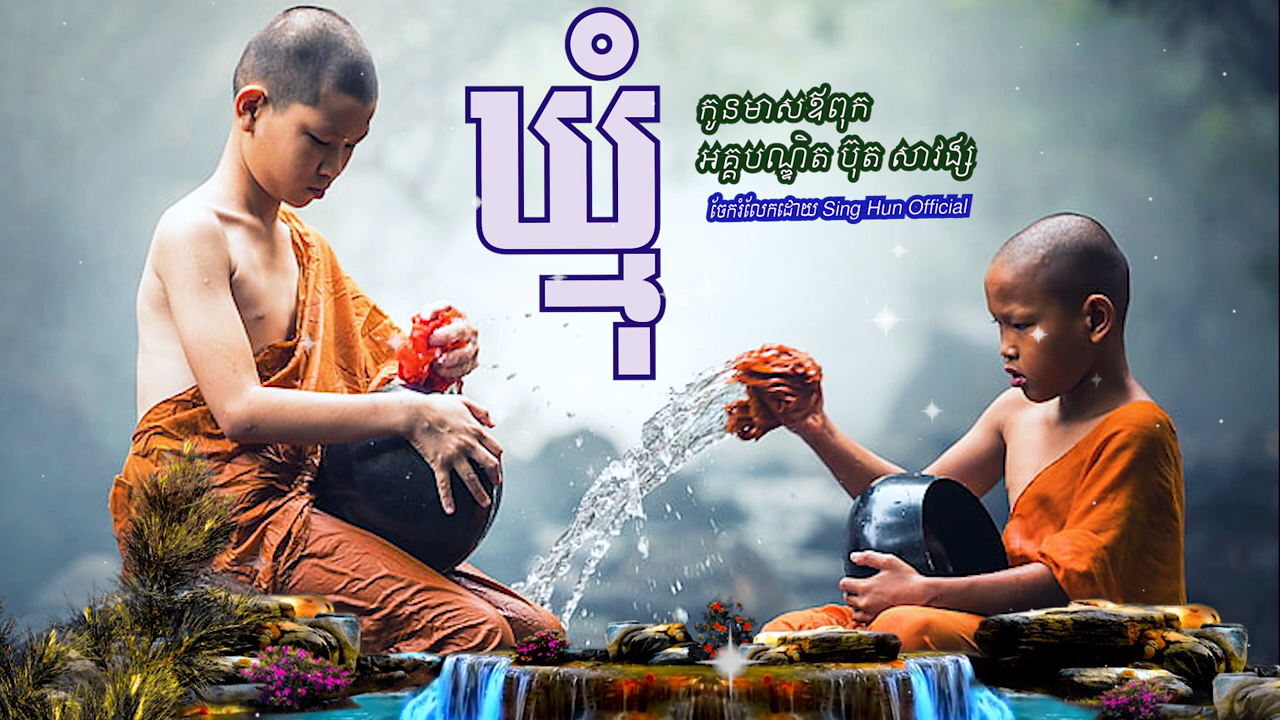 ឃ្មុំ
កូនមាសឪពុក
អគ្គបណ្ឌិត ប៊ុត សាវង្ស
ចែករំលែកដោយ Sing Hun Official